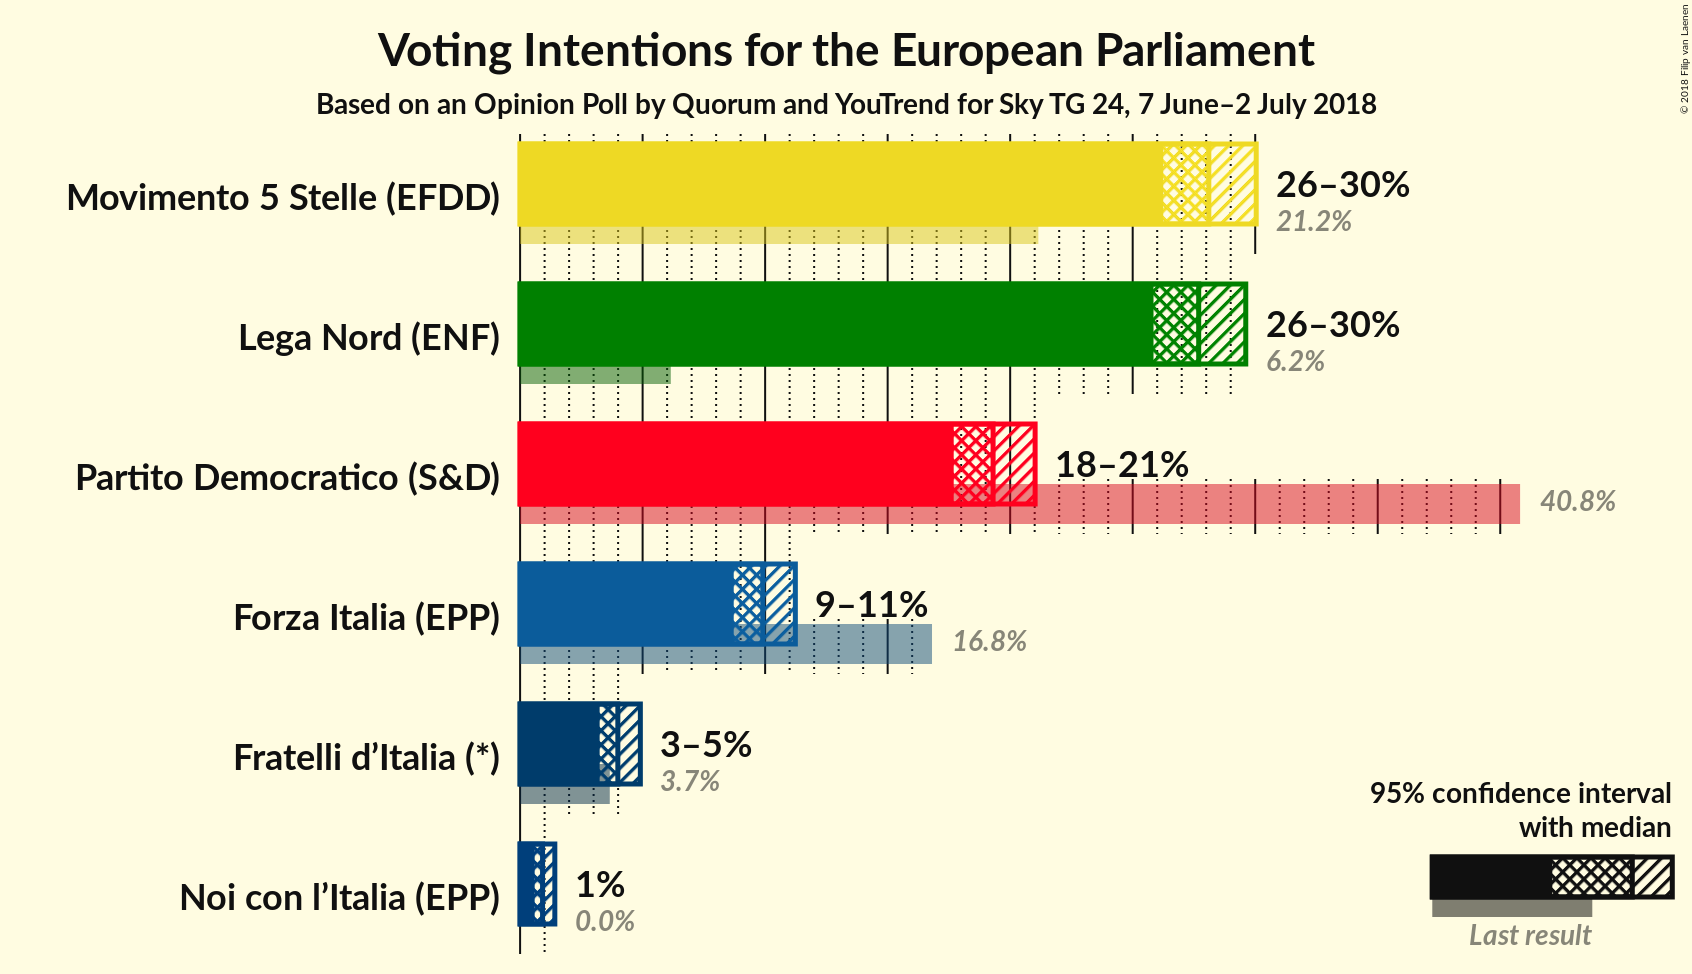 Voting Intentions for the European Parliament
Based on an Opinion Poll by Quorum and YouTrend for Sky TG 24, 7 June–2 July 2018
© 2018 Filip van Laenen
Movimento 5 Stelle (EFDD)
26–30%
21.2%
Lega Nord (ENF)
26–30%
6.2%
Partito Democratico (S&D)
18–21%
40.8%
Forza Italia (EPP)
9–11%
16.8%
Fratelli d’Italia (*)
3–5%
3.7%
Noi con l’Italia (EPP)
1%
0.0%
95% confidence interval
with median
Last result